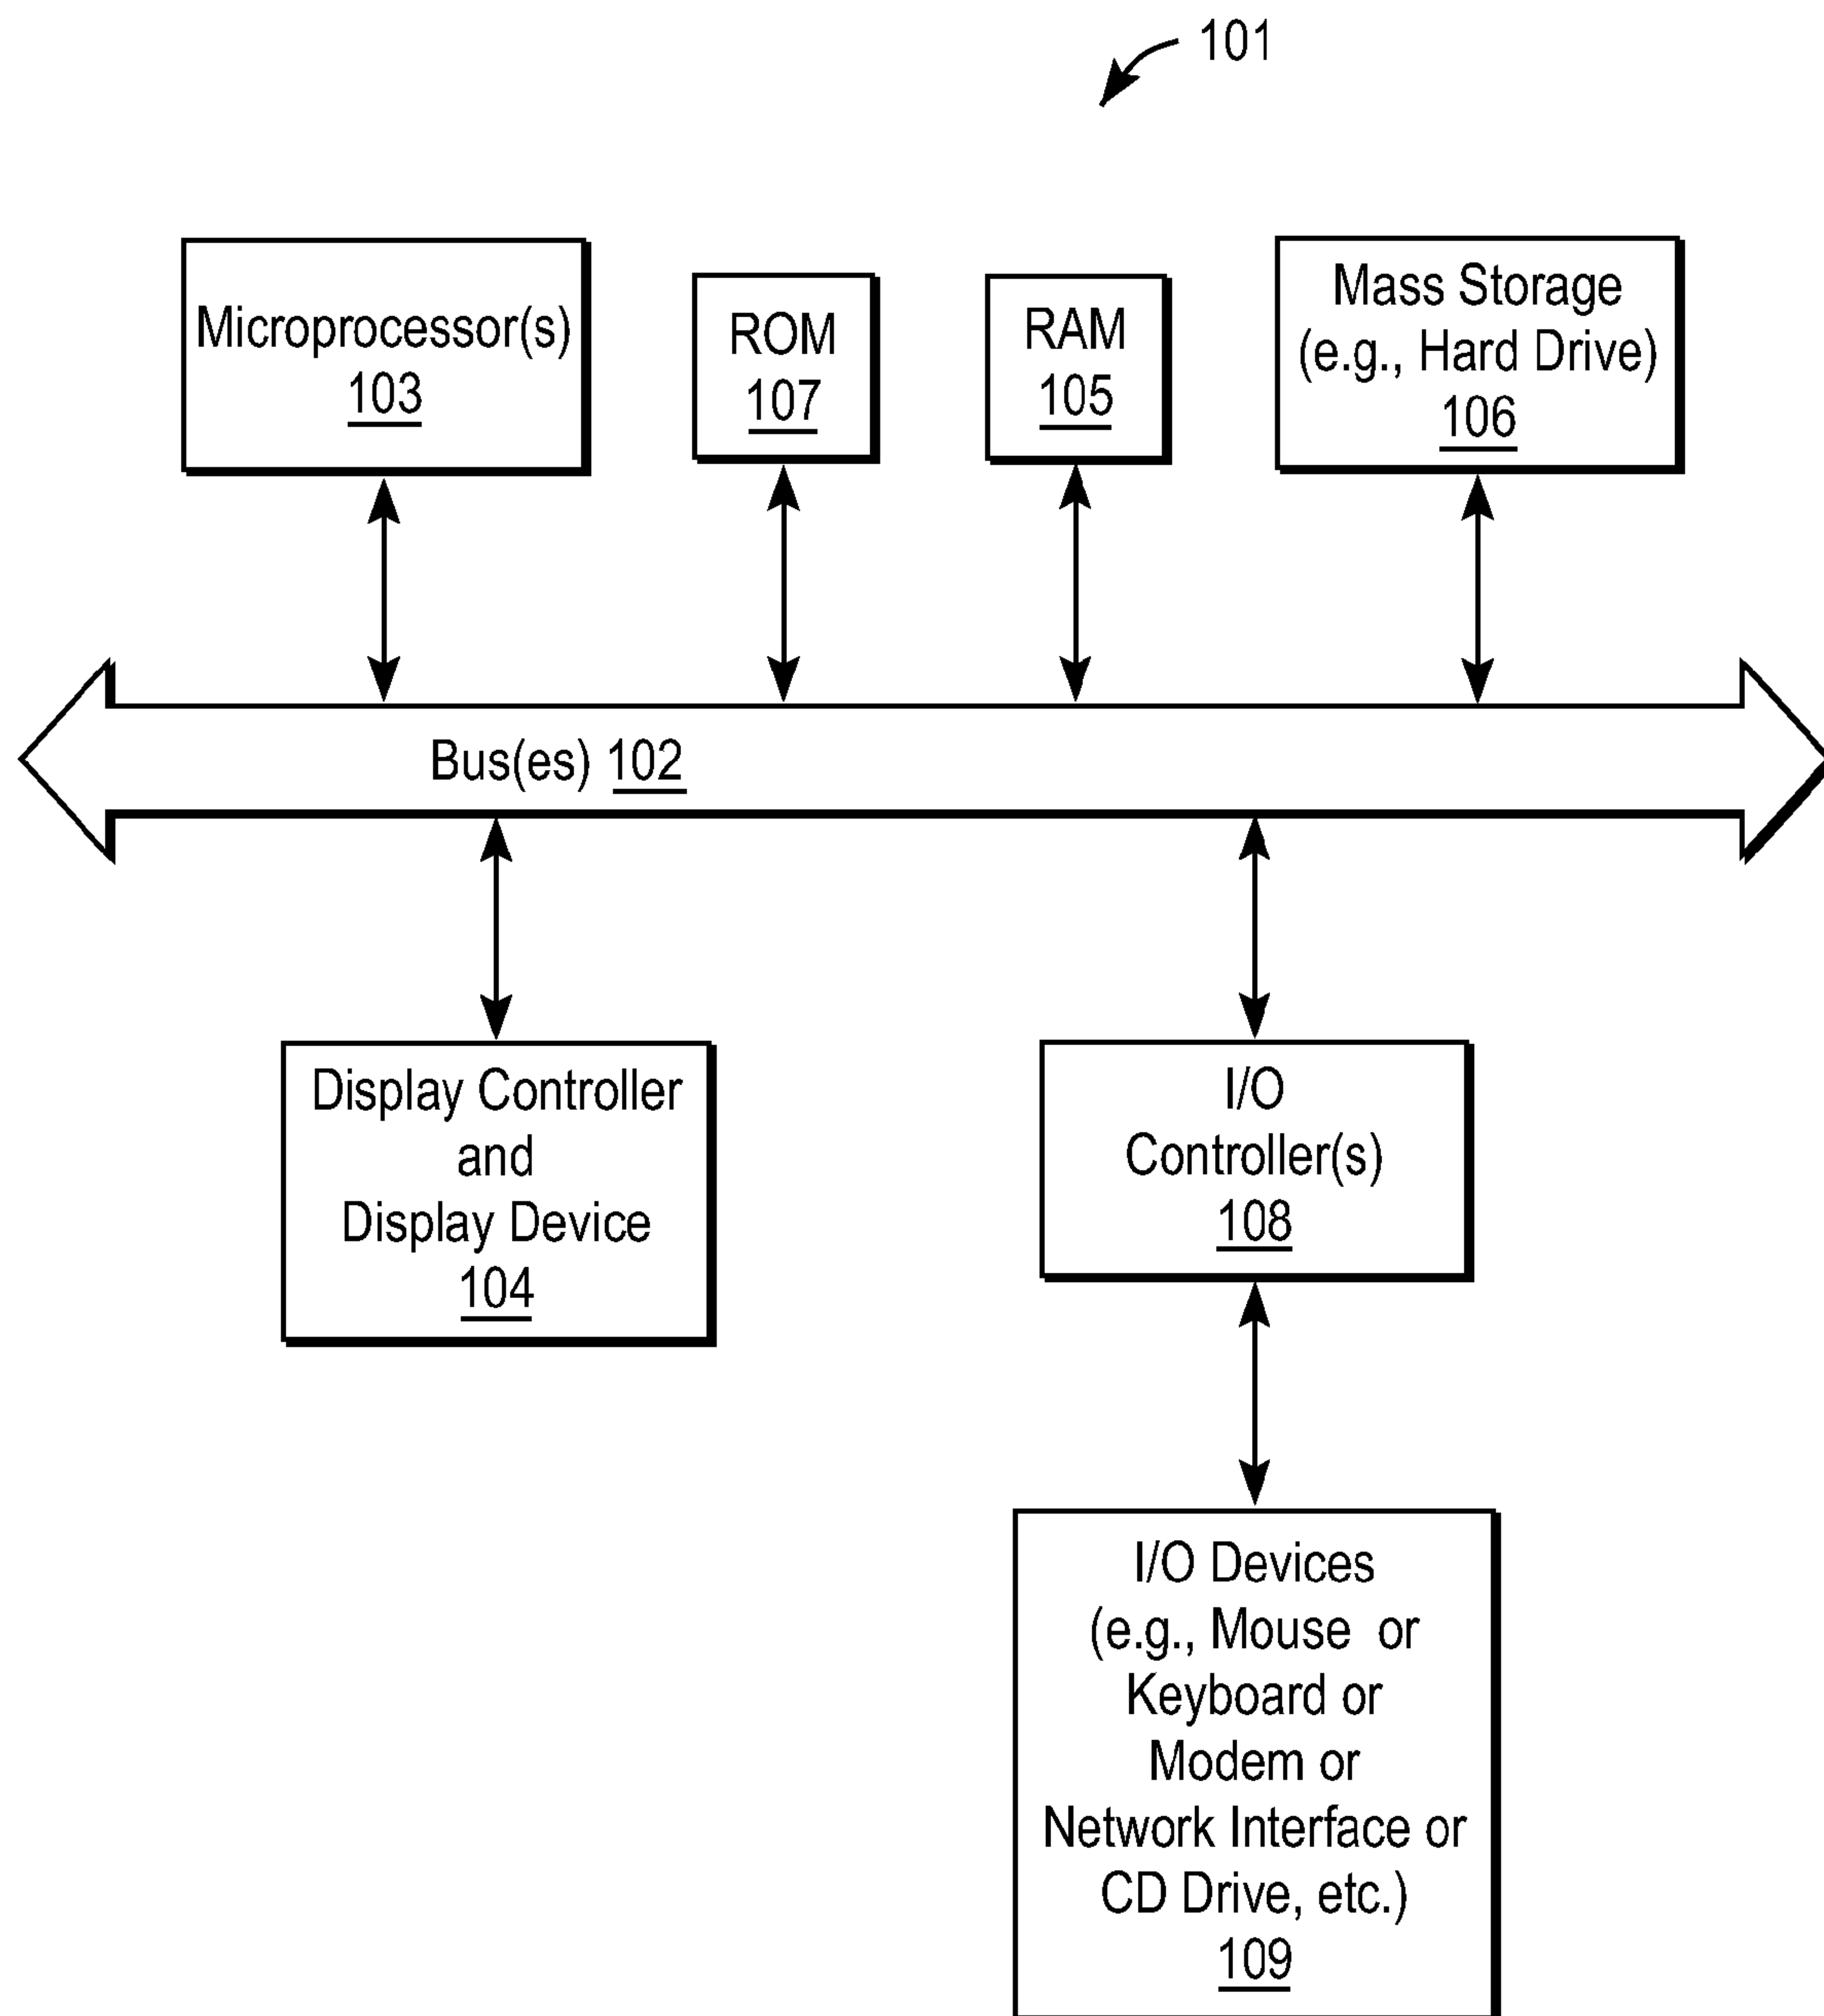 101
Microprocessor(s)
103
ROM
107
RAM
105
Mass Storage
(e.g., Hard Drive)
106
Bus(es) 102
Display Controller
and
Display Device
104
I/O
Controller(s)
108
I/O Devices
(e.g., Mouse or
Keyboard or
Modem or
Network Interface or
CD Drive, etc.)
109